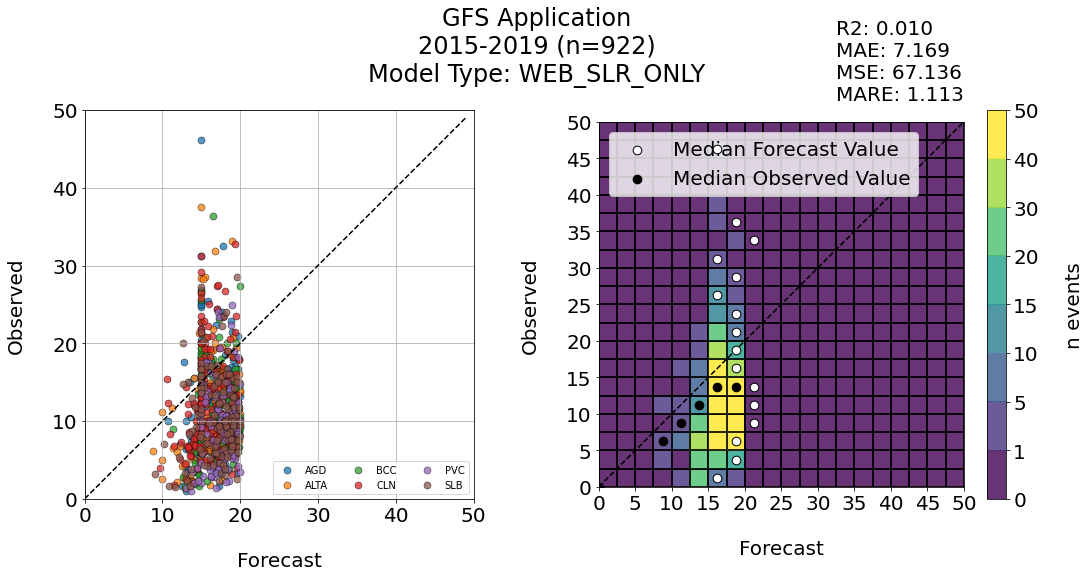 GFS Application
2015-2019 (n=922)
Model Type: WEB_SLR_ONLY
R2: 0.010
MAE: 7.169
MSE: 67.136
MARE: 1.113
50
40
30
20
10
0
Observed
0 10 20 30 40 50
Forecast
AGD BCC PVC
ALTA CLN SLB
50
45
40
35
30
25
20
15
10
5
0
Observed
0 5 10 15 20 25 30 35 40 45 50
Forecast
Median Forecast Value
Median Observed Value
50
40
30
20
15
10
5
1
0
n events